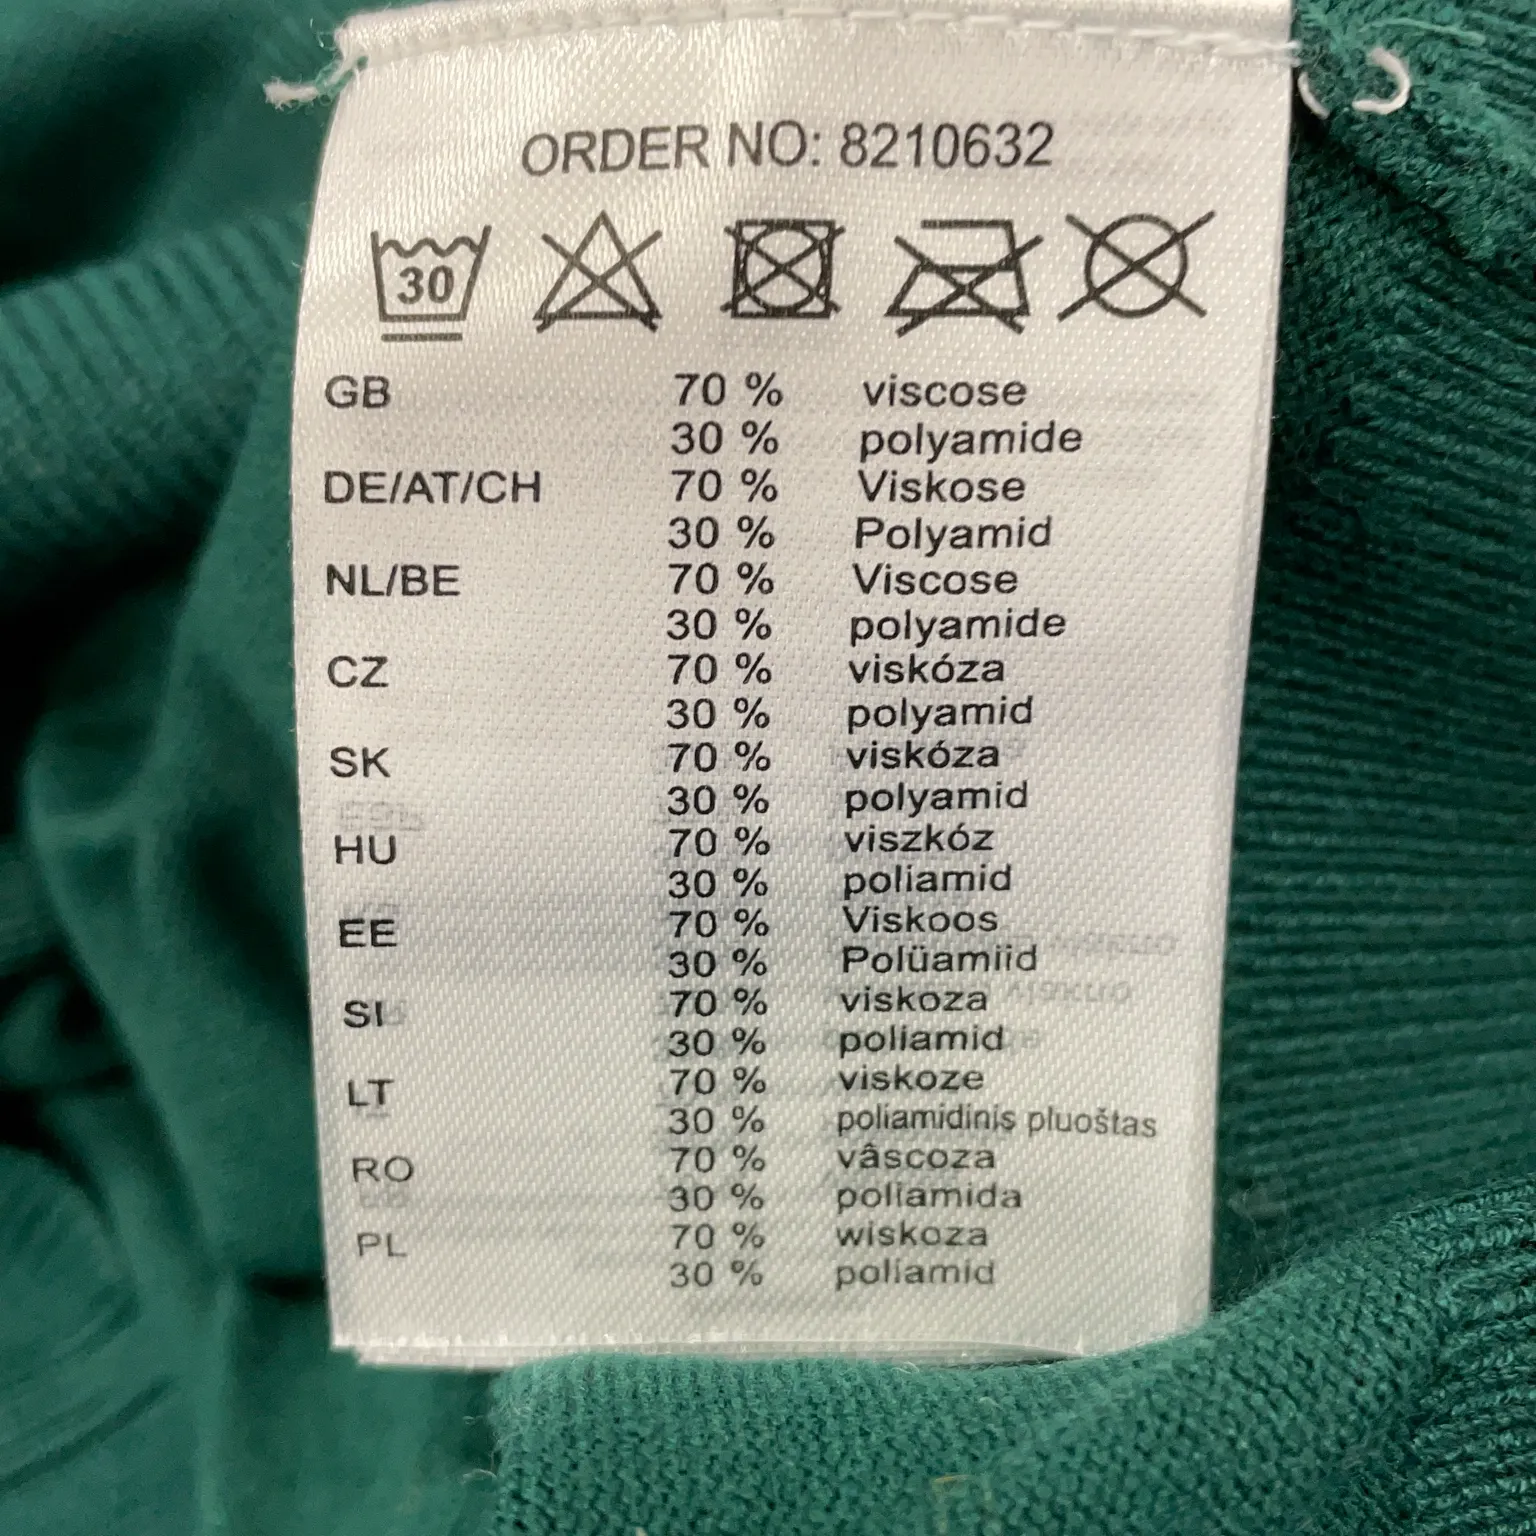 ORDER NO: 8210632
30
GB 70 % viscose
30 % polyamide
DE/AT/CH 70 % Viskose
30 % Polyamid
NL/BE 70 % Viscose
30 % polyamide
CZ 70 % viskóza
30 % polyamid
SK 70 % viskóza
30 % polyamid
HU 70 % viszkóz
30 % poliamid
EE 70 % Viskoos
30 % Polüamiid
SI 70 % viskoza
30 % poliamid
LT 70 % viskoze
30 % poliamidinis pluoštas
RO 70 % vâscoza
30 % poliamida
PL 70 % wiskoza
30 % poliamid